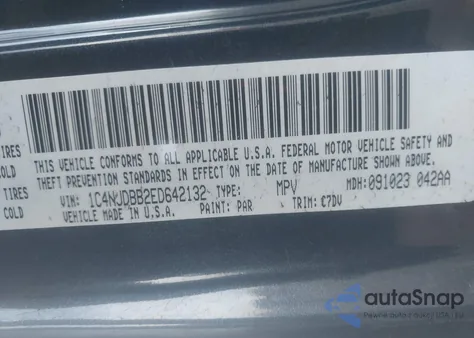 TIRES
COLD
TIRES
COLD
THIS VEHICLE CONFORMS TO ALL APPLICABLE U.S.A. FEDERAL MOTOR VEHICLE SAFETY AND
THEFT PREVENTION STANDARDS IN EFFECT ON THE DATE OF MANUFACTURE SHOWN ABOVE.
VIN: 1C4NJDBB2ED642132 TYPE: MPV MDH: 091023 042AA
VEHICLE MADE IN U.S.A. PAINT: PAR TRIM: C7DV
autoSnap